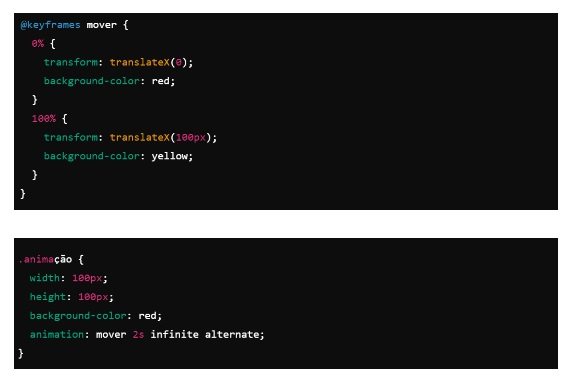 @keyframes mover {
0% {
transform: translateX(0);
background-color: red;
}
100% {
transform: translateX(100px);
background-color: yellow;
}
}
.animação {
width: 100px;
height: 100px;
background-color: red;
animation: mover 2s infinite alternate;
}